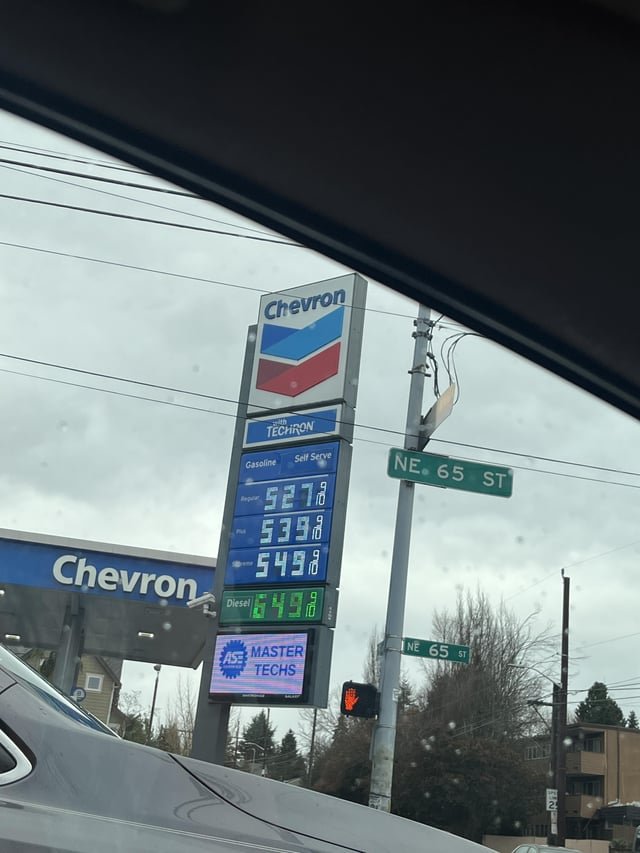 Chevron
with
TECHRON
Gasoline Self Serve
Regular 527 9/10
Plus 539 9/10
Supreme 549 9/10
Diesel 649 9/10
ASE
MASTER
TECHS
Chevron
NE 65 ST
NE 65 ST